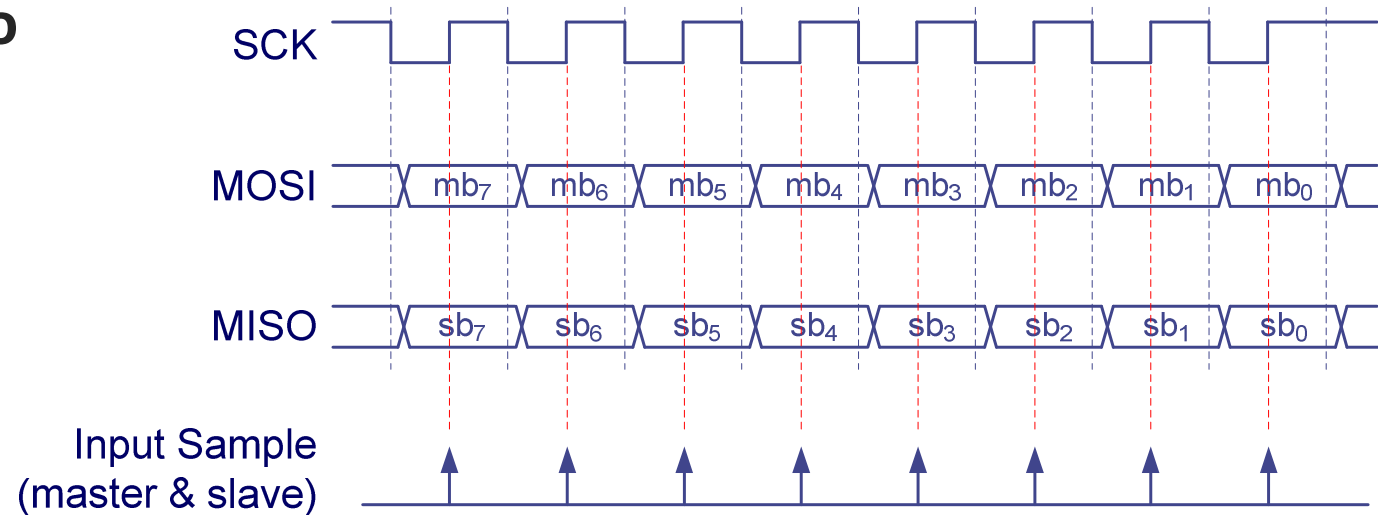 b
SCK
MOSI mb7 mb6 mb5 mb4 mb3 mb2 mb1 mb0
MISO sb7 sb6 sb5 sb4 sb3 sb2 sb1 sb0
Input Sample
(master & slave)